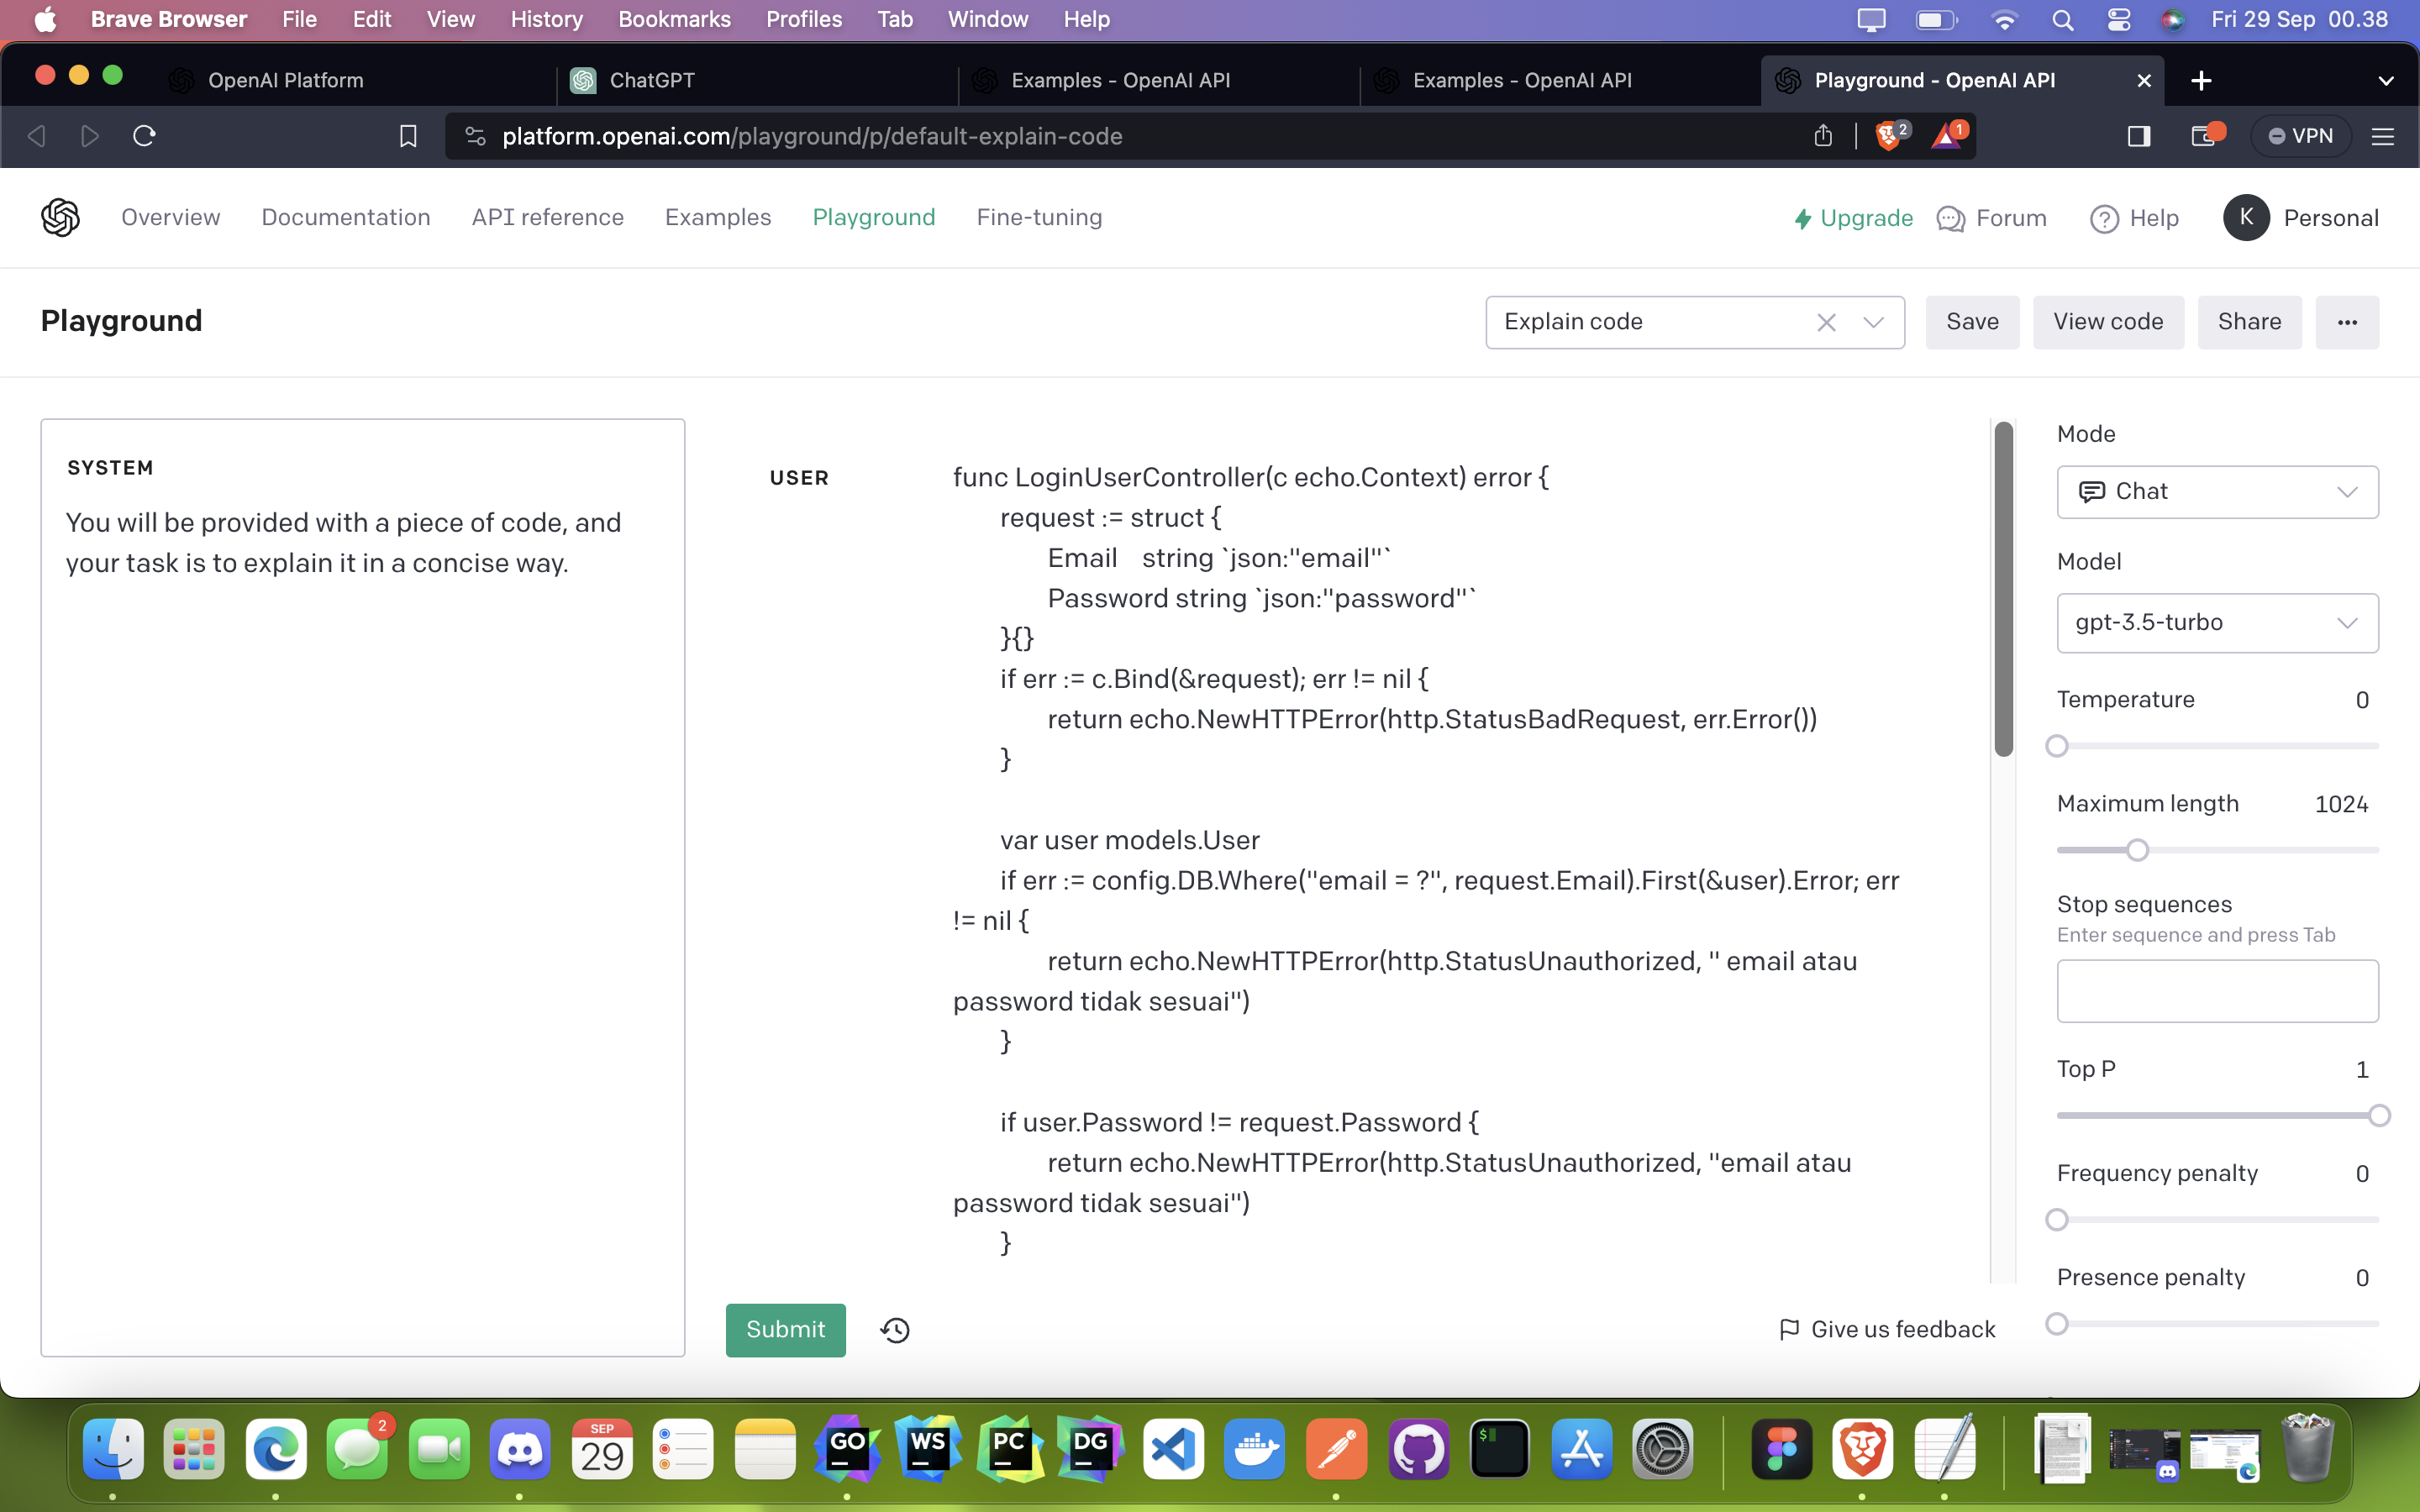 Brave Browser File Edit View History Bookmarks Profiles Tab Window Help Fri 29 Sep 00.38
OpenAI Platform ChatGPT Examples - OpenAI API Examples - OpenAI API Playground - OpenAI API
platform.openai.com/playground/p/default-explain-code 2 1 VPN
Overview Documentation API reference Examples Playground Fine-tuning Upgrade Forum Help K Personal
Playground Explain code Save View code Share ...
SYSTEM
You will be provided with a piece of code, and
your task is to explain it in a concise way.
USER
func LoginUserController(c echo.Context) error {
request := struct {
Email string `json:"email"`
Password string `json:"password"`
}{}
if err := c.Bind(&request); err != nil {
return echo.NewHTTPError(http.StatusBadRequest, err.Error())
}
var user models.User
if err := config.DB.Where("email = ?", request.Email).First(&user).Error; err
!= nil {
return echo.NewHTTPError(http.StatusUnauthorized, " email atau
password tidak sesuai")
}
if user.Password != request.Password {
return echo.NewHTTPError(http.StatusUnauthorized, "email atau
password tidak sesuai")
}
Submit
Give us feedback
Mode
Chat
Model
gpt-3.5-turbo
Temperature 0
Maximum length 1024
Stop sequences
Enter sequence and press Tab
Top P 1
Frequency penalty 0
Presence penalty 0
2 SEP 29 GO WS PC DG $